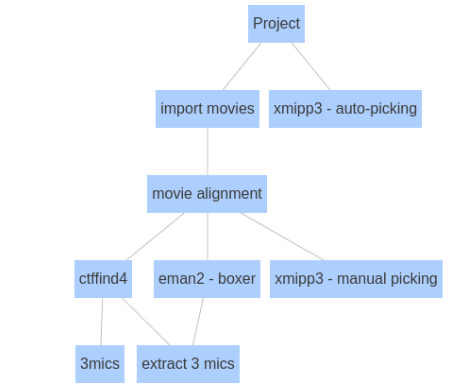 Project
import movies
xmipp3 - auto-picking
movie alignment
ctffind4
eman2 - boxer
xmipp3 - manual picking
3mics
extract 3 mics